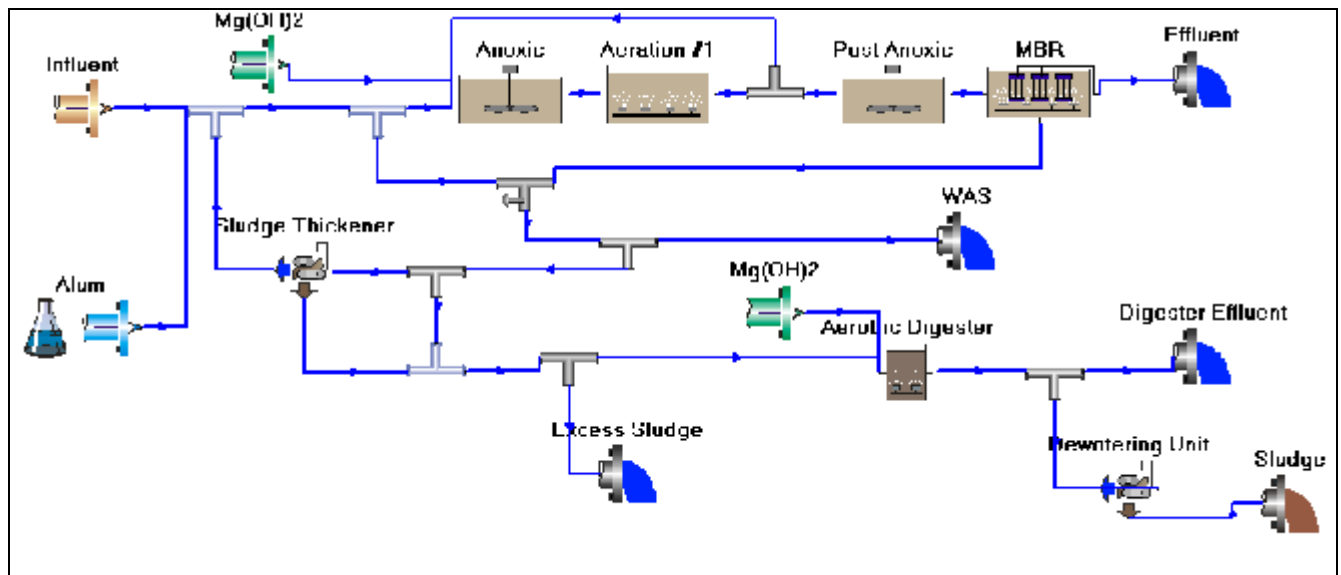 Mg(OH)2
Influent
Anoxic
Aeration #1
Post Anoxic
MBR
Effluent
WAS
Sludge Thickener
Alum
Mg(OH)2
Aerobic Digester
Digester Effluent
Excess Sludge
Dewatering Unit
Sludge